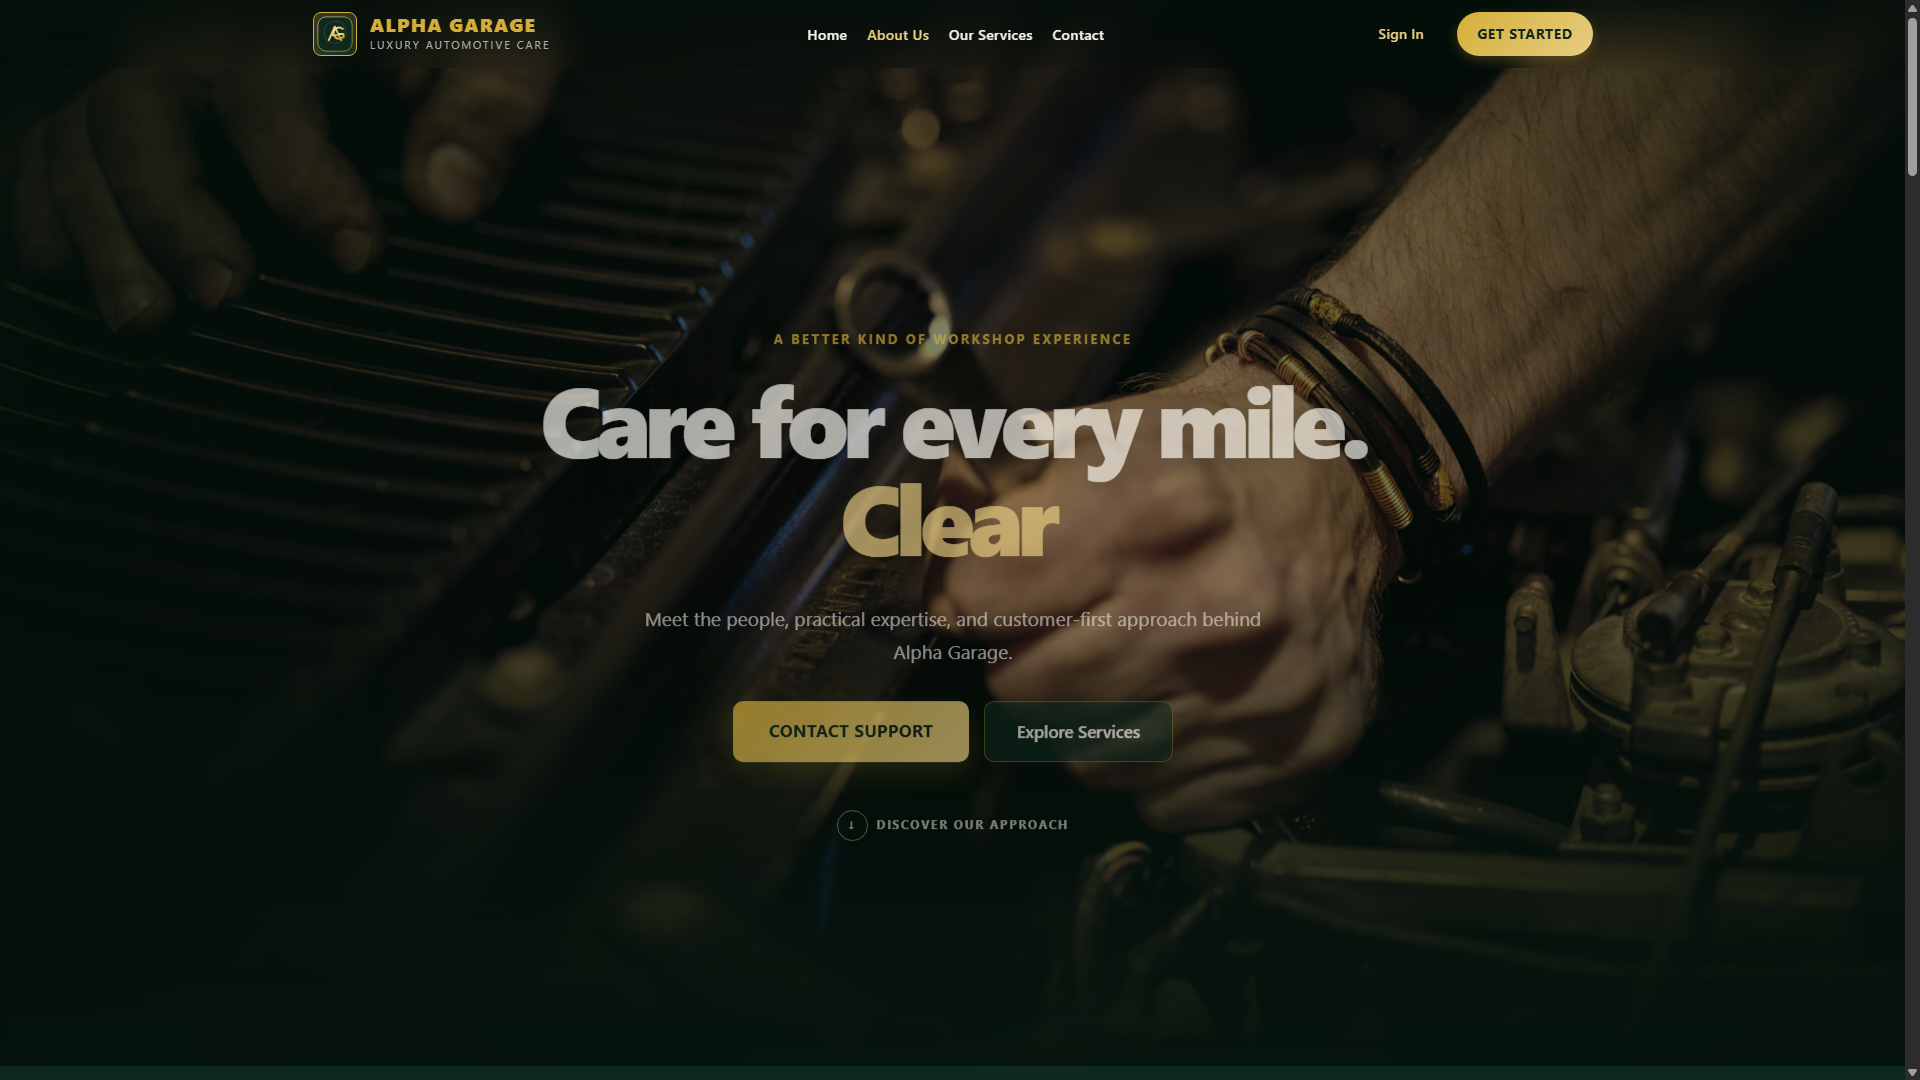 ALPHA GARAGE
LUXURY AUTOMOTIVE CARE
Home
About Us
Our Services
Contact
Sign In
GET STARTED
A BETTER KIND OF WORKSHOP EXPERIENCE
Care for every mile.
Clear
Meet the people, practical expertise, and customer-first approach behind
Alpha Garage.
CONTACT SUPPORT
Explore Services
↓ DISCOVER OUR APPROACH